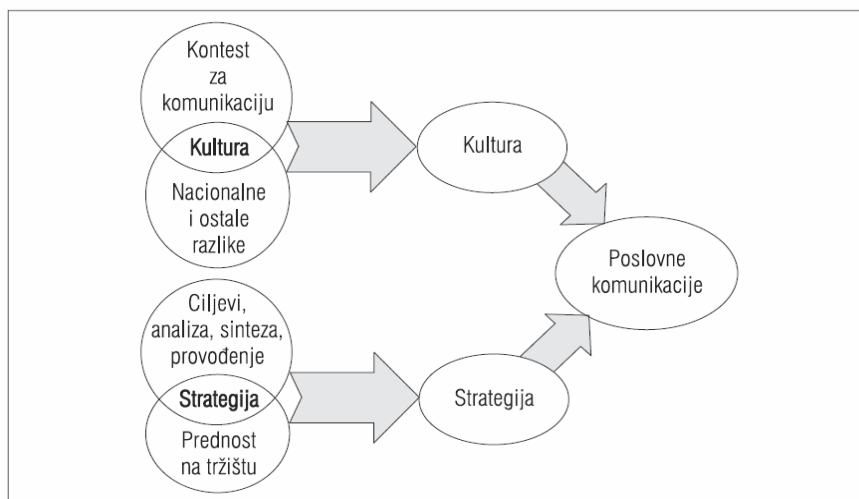 Kontest
za
komunikaciju
Kultura
Nacionalne
i ostale
razlike
Kultura
Poslovne
komunikacije
Ciljevi,
analiza, sinteza,
provođenje
Strategija
Prednost
na tržištu
Strategija